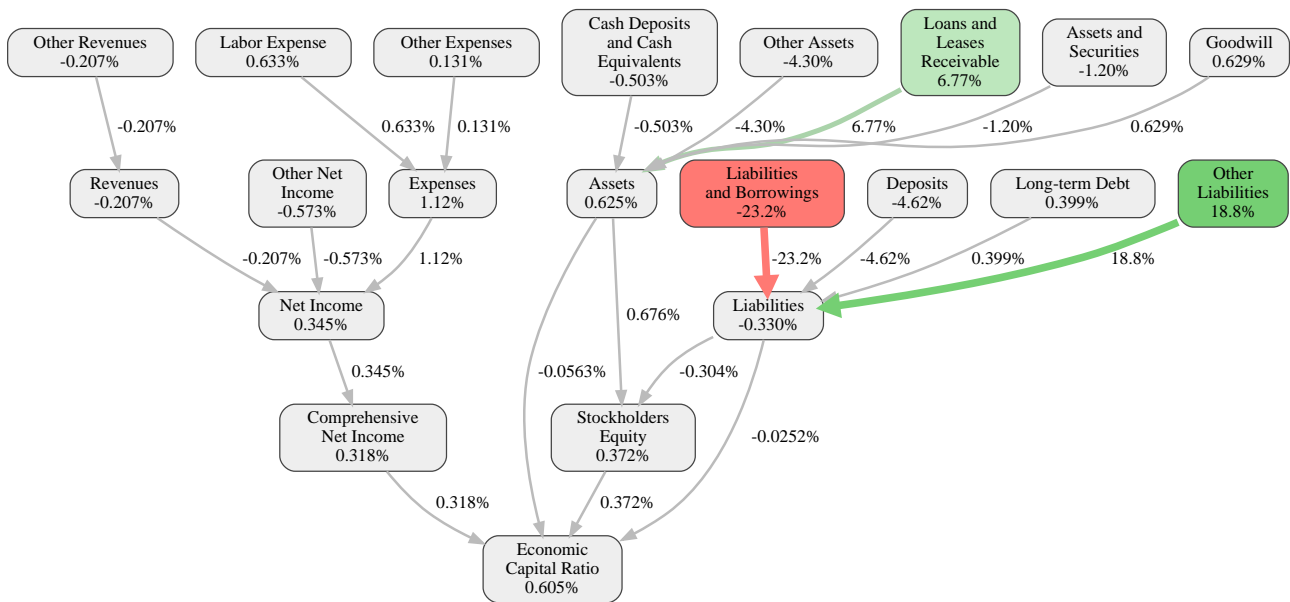 Other Revenues
-0.207%
Labor Expense
0.633%
Other Expenses
0.131%
Cash Deposits
and Cash
Equivalents
-0.503%
Other Assets
-4.30%
Loans and
Leases
Receivable
6.77%
Assets and
Securities
-1.20%
Goodwill
0.629%
-0.207%
0.633%
0.131%
-0.503%
-4.30%
6.77%
-1.20%
0.629%
Revenues
-0.207%
Other Net
Income
-0.573%
Expenses
1.12%
Assets
0.625%
Liabilities
and Borrowings
-23.2%
Deposits
-4.62%
Long-term Debt
0.399%
Other
Liabilities
18.8%
-0.207%
-0.573%
1.12%
-23.2%
-4.62%
0.399%
18.8%
Net Income
0.345%
0.676%
Liabilities
-0.330%
0.345%
-0.0563%
-0.304%
Comprehensive
Net Income
0.318%
Stockholders
Equity
0.372%
-0.0252%
0.318%
0.372%
Economic
Capital Ratio
0.605%